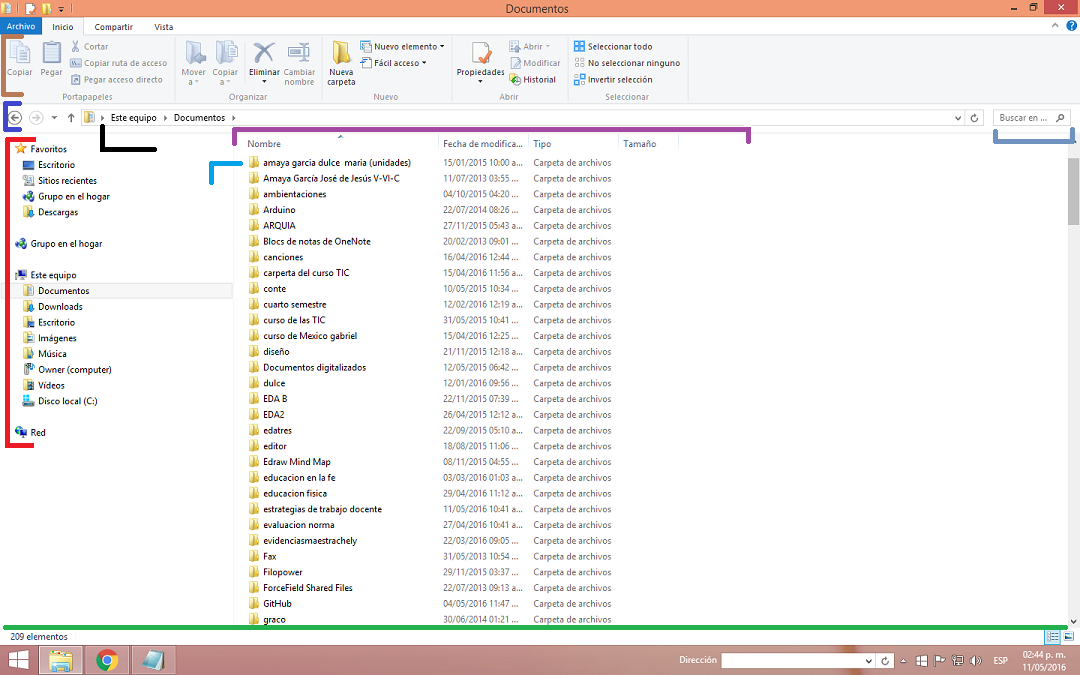 Documentos
Archivo Inicio Compartir Vista
Copiar
Pegar
Cortar
Copiar ruta de acceso
Pegar acceso directo
Portapapeles
Mover a
Copiar a
Eliminar
Cambiar nombre
Organizar
Nueva carpeta
Nuevo elemento
Fácil acceso
Nuevo
Propiedades
Abrir
Modificar
Historial
Abrir
Seleccionar todo
No seleccionar ninguno
Invertir selección
Seleccionar
Este equipo Documentos
Buscar en ...
Favoritos
Escritorio
Sitios recientes
Grupo en el hogar
Descargas
Grupo en el hogar
Este equipo
Documentos
Downloads
Escritorio
Imágenes
Música
Owner (computer)
Vídeos
Disco local (C:)
Red
Nombre Fecha de modifica... Tipo Tamaño
amaya garcia dulce maria (unidades) 15/01/2015 10:00 a... Carpeta de archivos
Amaya García José de Jesús V-VI-C 11/07/2013 03:55 ... Carpeta de archivos
ambientaciones 04/10/2015 04:20 ... Carpeta de archivos
Arduino 22/07/2014 08:26 ... Carpeta de archivos
ARQUIA 27/11/2015 05:43 a... Carpeta de archivos
Blocs de notas de OneNote 20/02/2013 09:01 ... Carpeta de archivos
canciones 16/04/2016 12:44 ... Carpeta de archivos
carperta del curso TIC 15/04/2016 11:56 a... Carpeta de archivos
conte 10/05/2015 10:34 ... Carpeta de archivos
cuarto semestre 12/02/2016 12:19 a... Carpeta de archivos
curso de las TIC 31/05/2015 10:41 ... Carpeta de archivos
curso de Mexico gabriel 15/04/2016 12:25 ... Carpeta de archivos
diseño 21/11/2015 12:18 a... Carpeta de archivos
Documentos digitalizados 12/05/2015 06:42 ... Carpeta de archivos
dulce 12/01/2016 09:56 ... Carpeta de archivos
EDA B 22/11/2015 07:39 ... Carpeta de archivos
EDA2 26/04/2015 12:12 a... Carpeta de archivos
edatres 22/09/2015 05:10 a... Carpeta de archivos
editor 18/08/2015 11:06 ... Carpeta de archivos
Edraw Mind Map 08/11/2015 04:55 ... Carpeta de archivos
educacion en la fe 03/03/2016 01:03 a... Carpeta de archivos
educacion fisica 29/04/2016 11:12 a... Carpeta de archivos
estrategias de trabajo docente 11/05/2016 10:41 a... Carpeta de archivos
evaluacion norma 27/04/2016 10:41 a... Carpeta de archivos
evidenciasmaestrachely 22/03/2016 09:05 ... Carpeta de archivos
Fax 31/05/2013 10:54 ... Carpeta de archivos
Filopower 29/11/2015 03:37 ... Carpeta de archivos
ForceField Shared Files 22/07/2013 09:13 a... Carpeta de archivos
GitHub 04/05/2016 11:47 ... Carpeta de archivos
graco 30/06/2014 01:21 ... Carpeta de archivos
209 elementos
Dirección
ESP
02:44 p. m.
11/05/2016